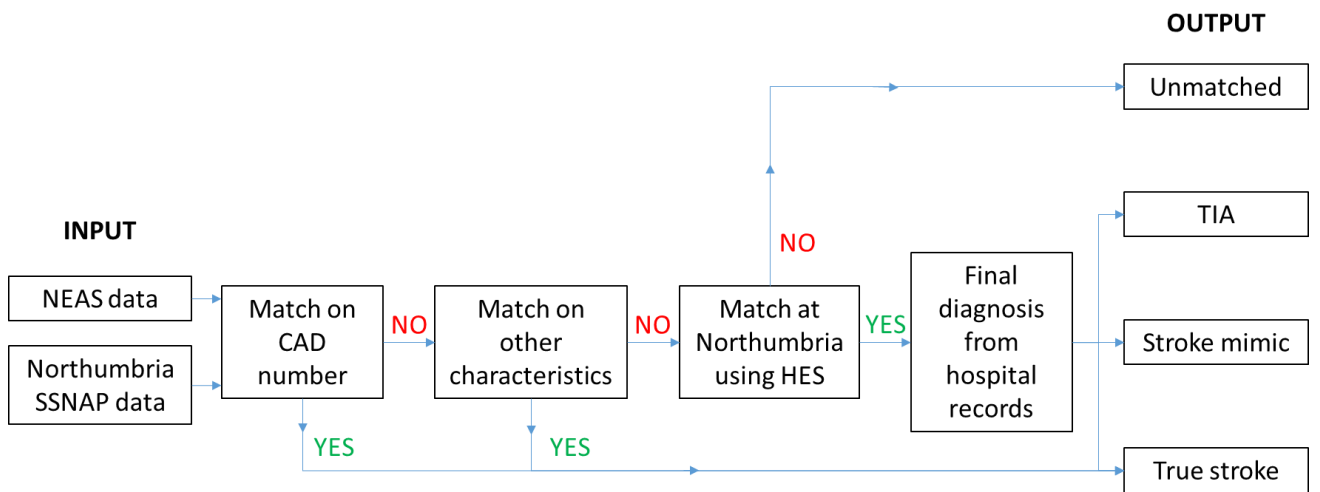 OUTPUT
Unmatched
TIA
INPUT
NO
NEAS data
Northumbria
SSNAP data
Match on
CAD
number
NO
Match on
other
characteristics
NO
Match at
Northumbria
using HES
YES
Final
diagnosis
from
hospital
records
Stroke mimic
YES
YES
True stroke